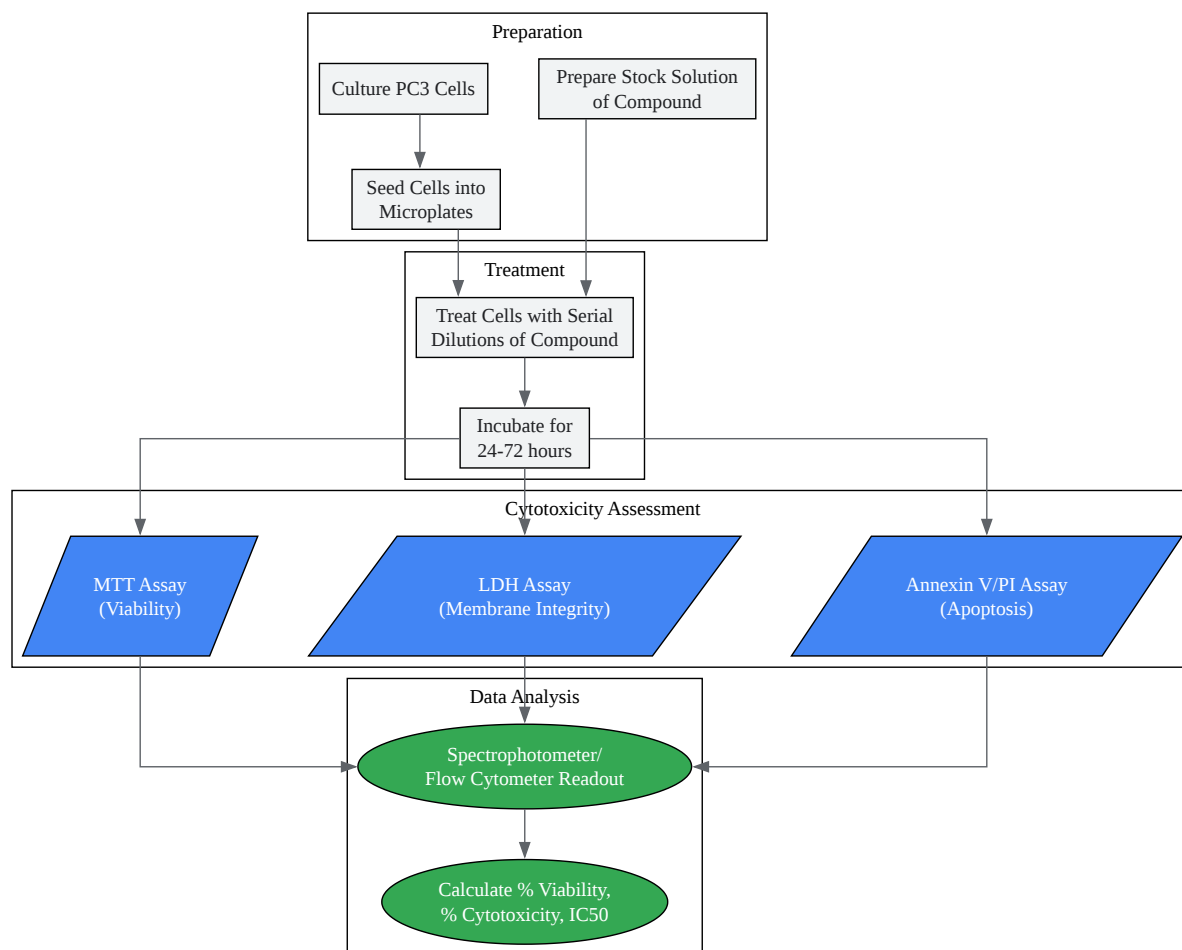 Preparation
Culture PC3 Cells
Prepare Stock Solution
of Compound
Seed Cells into
Microplates
Treatment
Treat Cells with Serial
Dilutions of Compound
Incubate for
24-72 hours
Cytotoxicity Assessment
MTT Assay
(Viability)
LDH Assay
(Membrane Integrity)
Annexin V/PI Assay
(Apoptosis)
Data Analysis
Spectrophotometer/
Flow Cytometer Readout
Calculate % Viability,
% Cytotoxicity, IC50